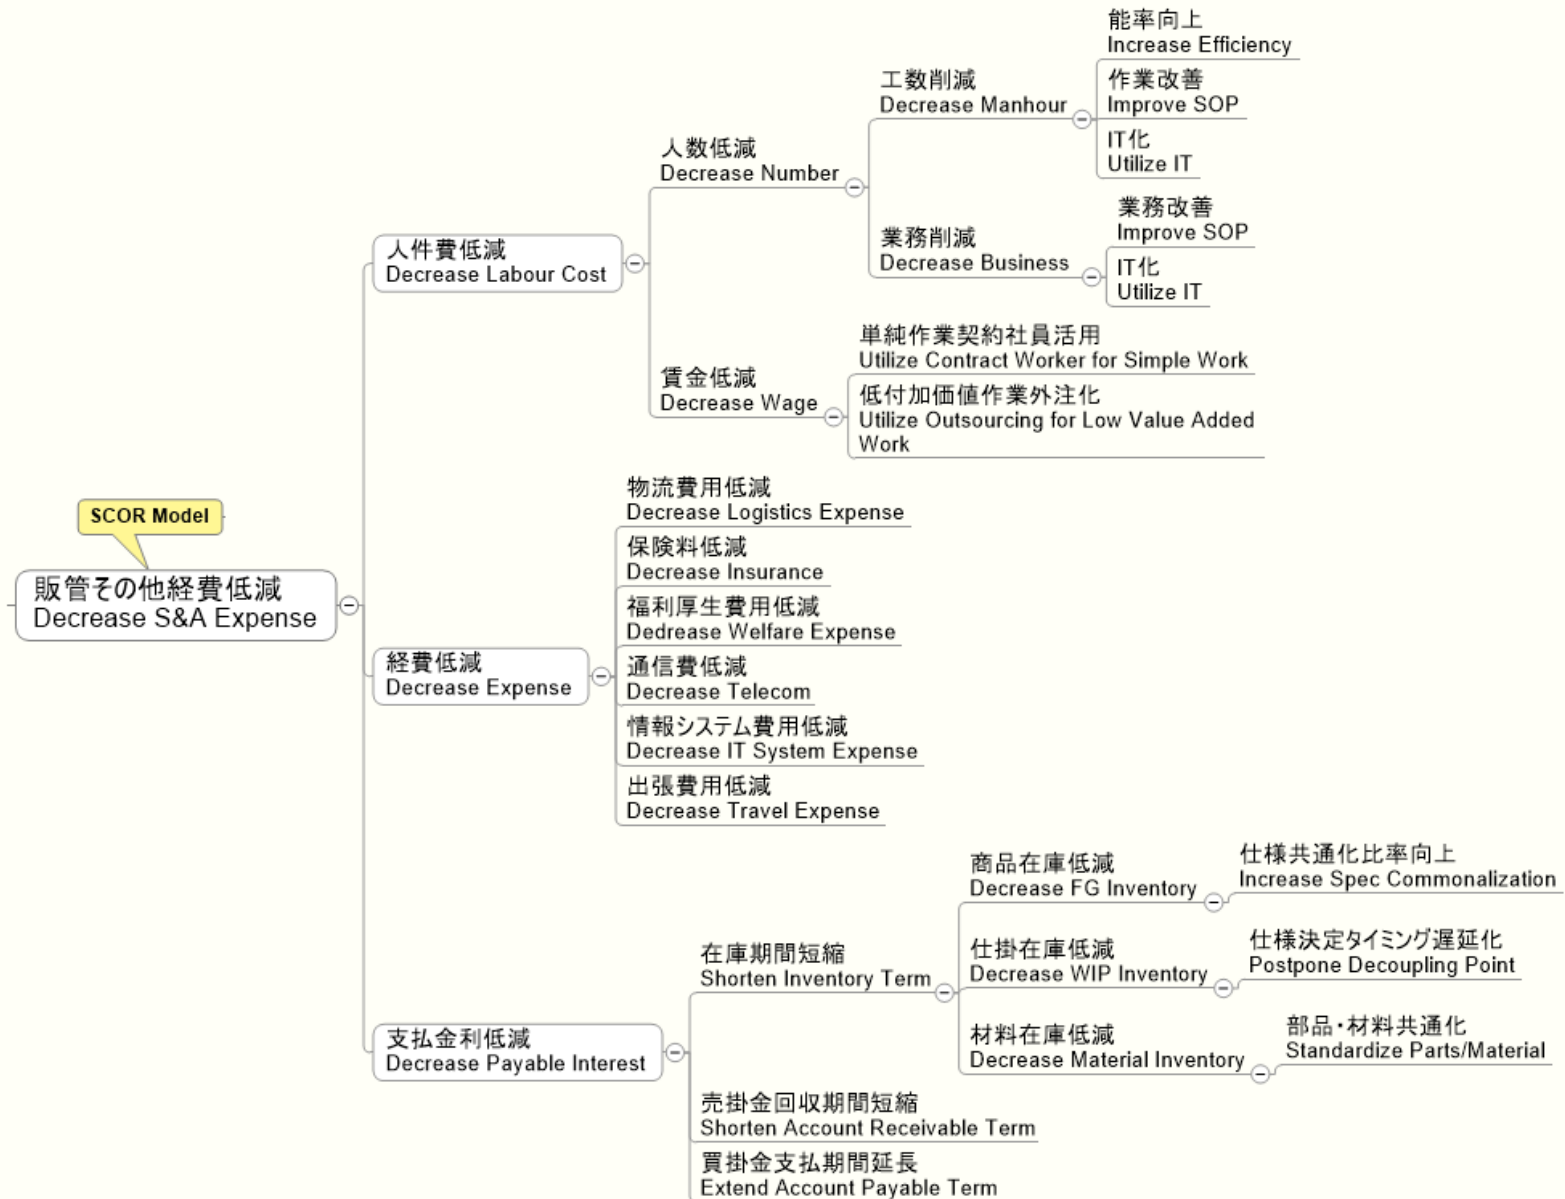 能率向上
Increase Efficiency
工数削減
Decrease Manhour
作業改善
Improve SOP
IT化
Utilize IT
人数低減
Decrease Number
業務改善
Improve SOP
業務削減
Decrease Business
IT化
Utilize IT
人件費低減
Decrease Labour Cost
単純作業契約社員活用
Utilize Contract Worker for Simple Work
賃金低減
Decrease Wage
低付加価値作業外注化
Utilize Outsourcing for Low Value Added
Work
SCOR Model
販管その他経費低減
Decrease S&A Expense
物流費用低減
Decrease Logistics Expense
保険料低減
Decrease Insurance
福利厚生費用低減
Dedrease Welfare Expense
経費低減
Decrease Expense
通信費低減
Decrease Telecom
情報システム費用低減
Decrease IT System Expense
出張費用低減
Decrease Travel Expense
商品在庫低減
Decrease FG Inventory
仕様共通化比率向上
Increase Spec Commonalization
在庫期間短縮
Shorten Inventory Term
仕掛在庫低減
Decrease WIP Inventory
仕様決定タイミング遅延化
Postpone Decoupling Point
材料在庫低減
Decrease Material Inventory
部品・材料共通化
Standardize Parts/Material
支払金利低減
Decrease Payable Interest
売掛金回収期間短縮
Shorten Account Receivable Term
買掛金支払期間延長
Extend Account Payable Term